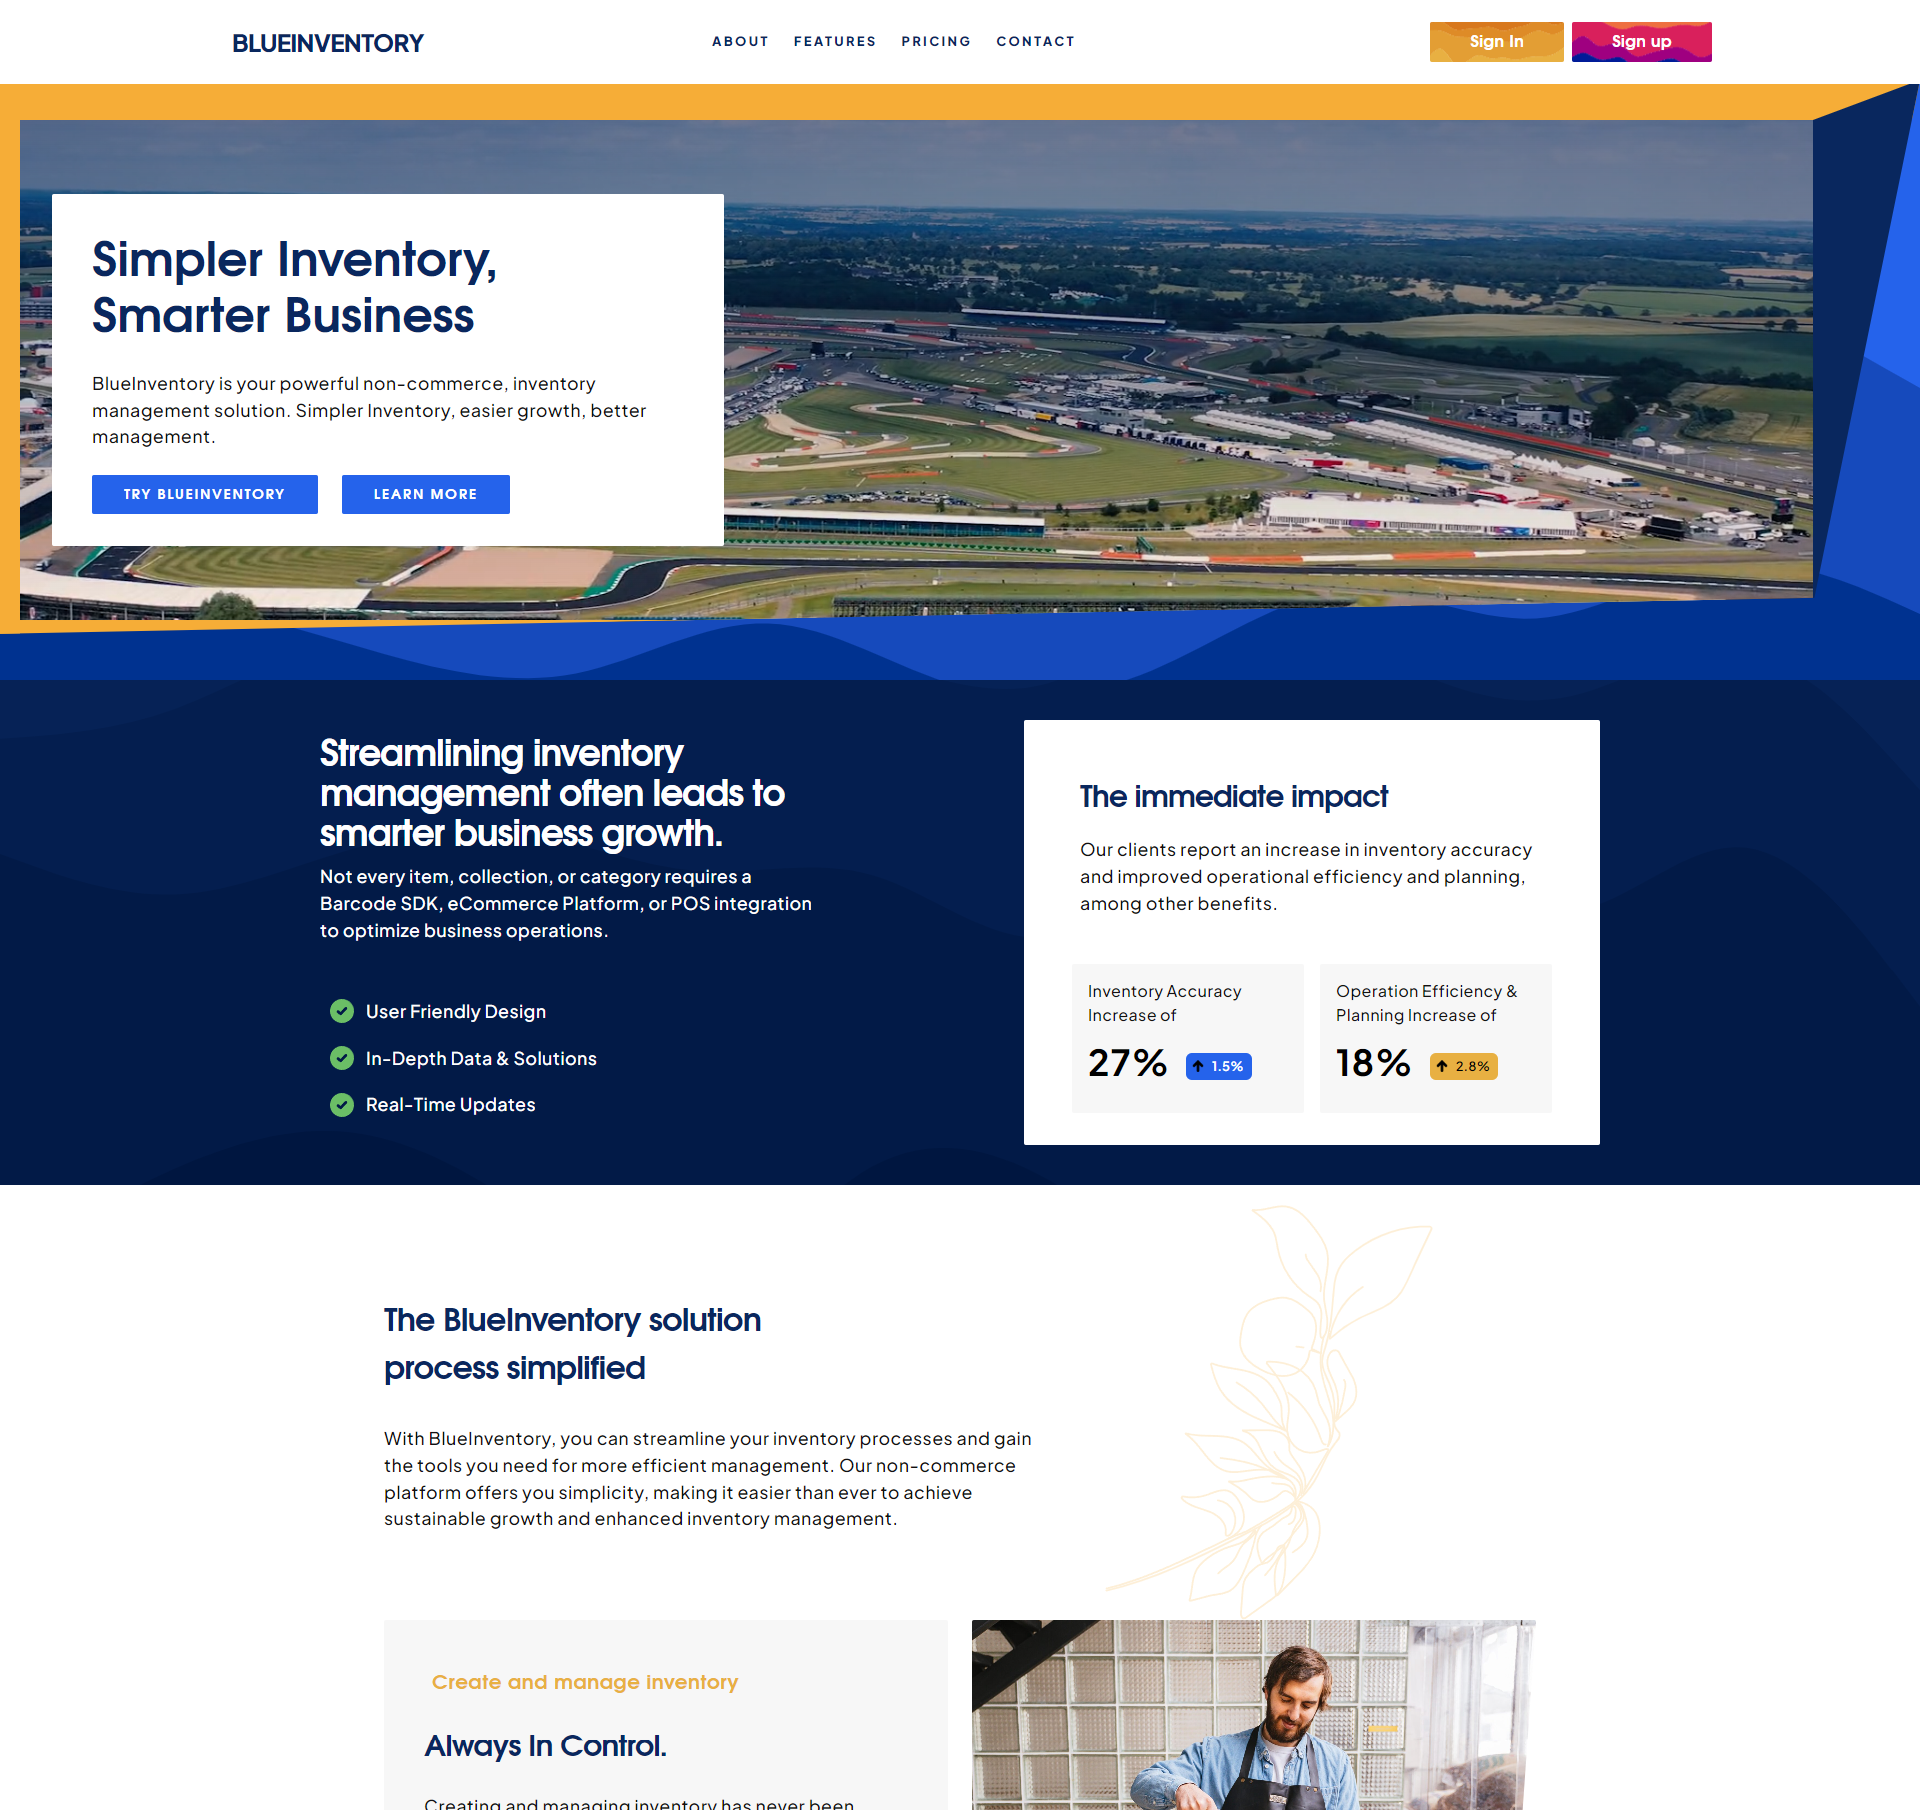 BLUEINVENTORY
ABOUT FEATURES PRICING CONTACT
Sign In Sign up
Simpler Inventory,
Smarter Business
BlueInventory is your powerful non-commerce, inventory
management solution. Simpler Inventory, easier growth, better
management.
TRY BLUEINVENTORY LEARN MORE
Streamlining inventory
management often leads to
smarter business growth.
Not every item, collection, or category requires a
Barcode SDK, eCommerce Platform, or POS integration
to optimize business operations.
User Friendly Design
In-Depth Data & Solutions
Real-Time Updates
The immediate impact
Our clients report an increase in inventory accuracy
and improved operational efficiency and planning,
among other benefits.
Inventory Accuracy
Increase of
27% 1.5%
Operation Efficiency &
Planning Increase of
18% 2.8%
The BlueInventory solution
process simplified
With BlueInventory, you can streamline your inventory processes and gain
the tools you need for more efficient management. Our non-commerce
platform offers you simplicity, making it easier than ever to achieve
sustainable growth and enhanced inventory management.
Create and manage inventory
Always In Control.
Creating and managing inventory has never been